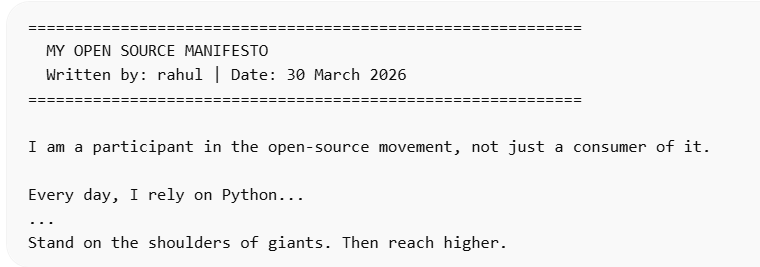 ============================================================
MY OPEN SOURCE MANIFESTO
Written by: rahul | Date: 30 March 2026
============================================================
I am a participant in the open-source movement, not just a consumer of it.
Every day, I rely on Python...
...
Stand on the shoulders of giants. Then reach higher.